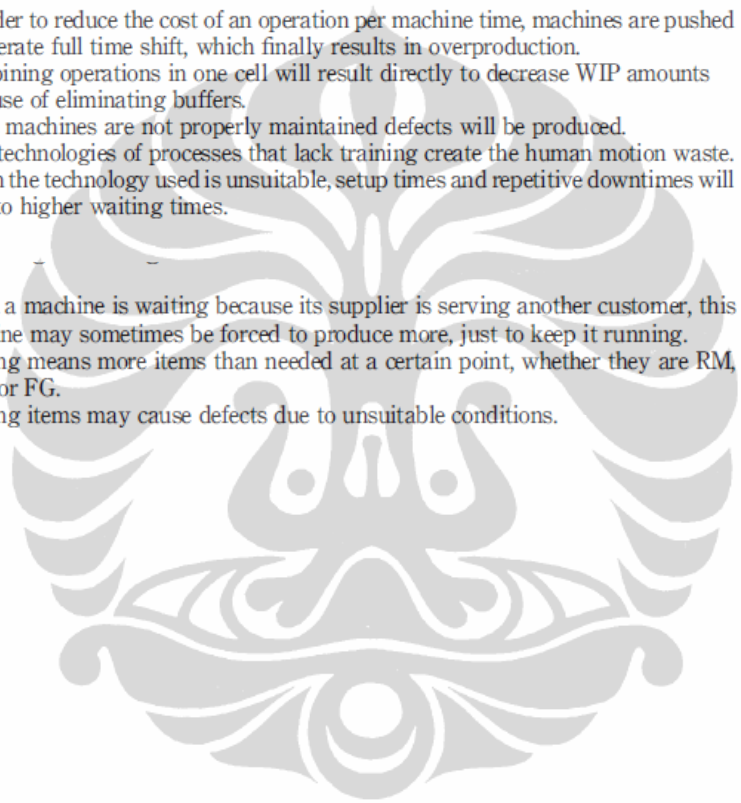 ler to reduce the cost of an operation per machine time, machines are pushed
erate full time shift, which finally results in overproduction.
ining operations in one cell will result directly to decrease WIP amounts
use of eliminating buffers.
machines are not properly maintained defects will be produced.
technologies of processes that lack training create the human motion waste.
n the technology used is unsuitable, setup times and repetitive downtimes will
to higher waiting times.
a machine is waiting because its supplier is serving another customer, this
ne may sometimes be forced to produce more, just to keep it running.
ng means more items than needed at a certain point, whether they are RM,
or FG.
ng items may cause defects due to unsuitable conditions.